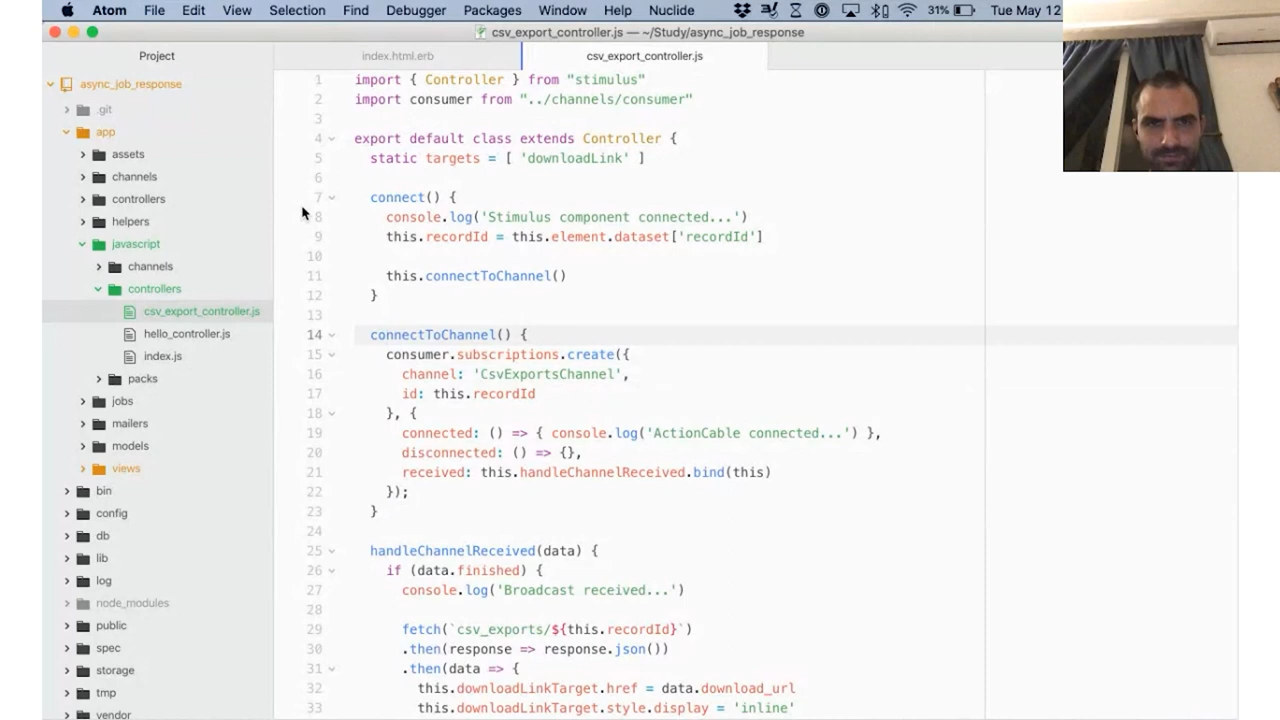 Atom File Edit View Selection Find Debugger Packages Window Help Nuclide 31% Tue May 12
csv_export_controller.js — ~/Study/async_job_response
Project
index.html.erb
csv_export_controller.js
async_job_response
.git
app
assets
channels
controllers
helpers
javascript
channels
controllers
csv_export_controller.js
hello_controller.js
index.js
packs
jobs
mailers
models
views
bin
config
db
lib
log
node_modules
public
spec
storage
tmp
vendor
1 import { Controller } from "stimulus"
2 import consumer from "../channels/consumer"
3
4 export default class extends Controller {
5 static targets = [ 'downloadLink' ]
6
7 connect() {
8 console.log('Stimulus component connected...')
9 this.recordId = this.element.dataset['recordId']
10
11 this.connectToChannel()
12 }
13
14 connectToChannel() {
15 consumer.subscriptions.create({
16 channel: 'CsvExportsChannel',
17 id: this.recordId
18 }, {
19 connected: () => { console.log('ActionCable connected...') },
20 disconnected: () => {},
21 received: this.handleChannelReceived.bind(this)
22 });
23 }
24
25 handleChannelReceived(data) {
26 if (data.finished) {
27 console.log('Broadcast received...')
28
29 fetch(`csv_exports/${this.recordId}`)
30 .then(response => response.json())
31 .then(data => {
32 this.downloadLinkTarget.href = data.download_url
33 this.downloadLinkTarget.style.display = 'inline'